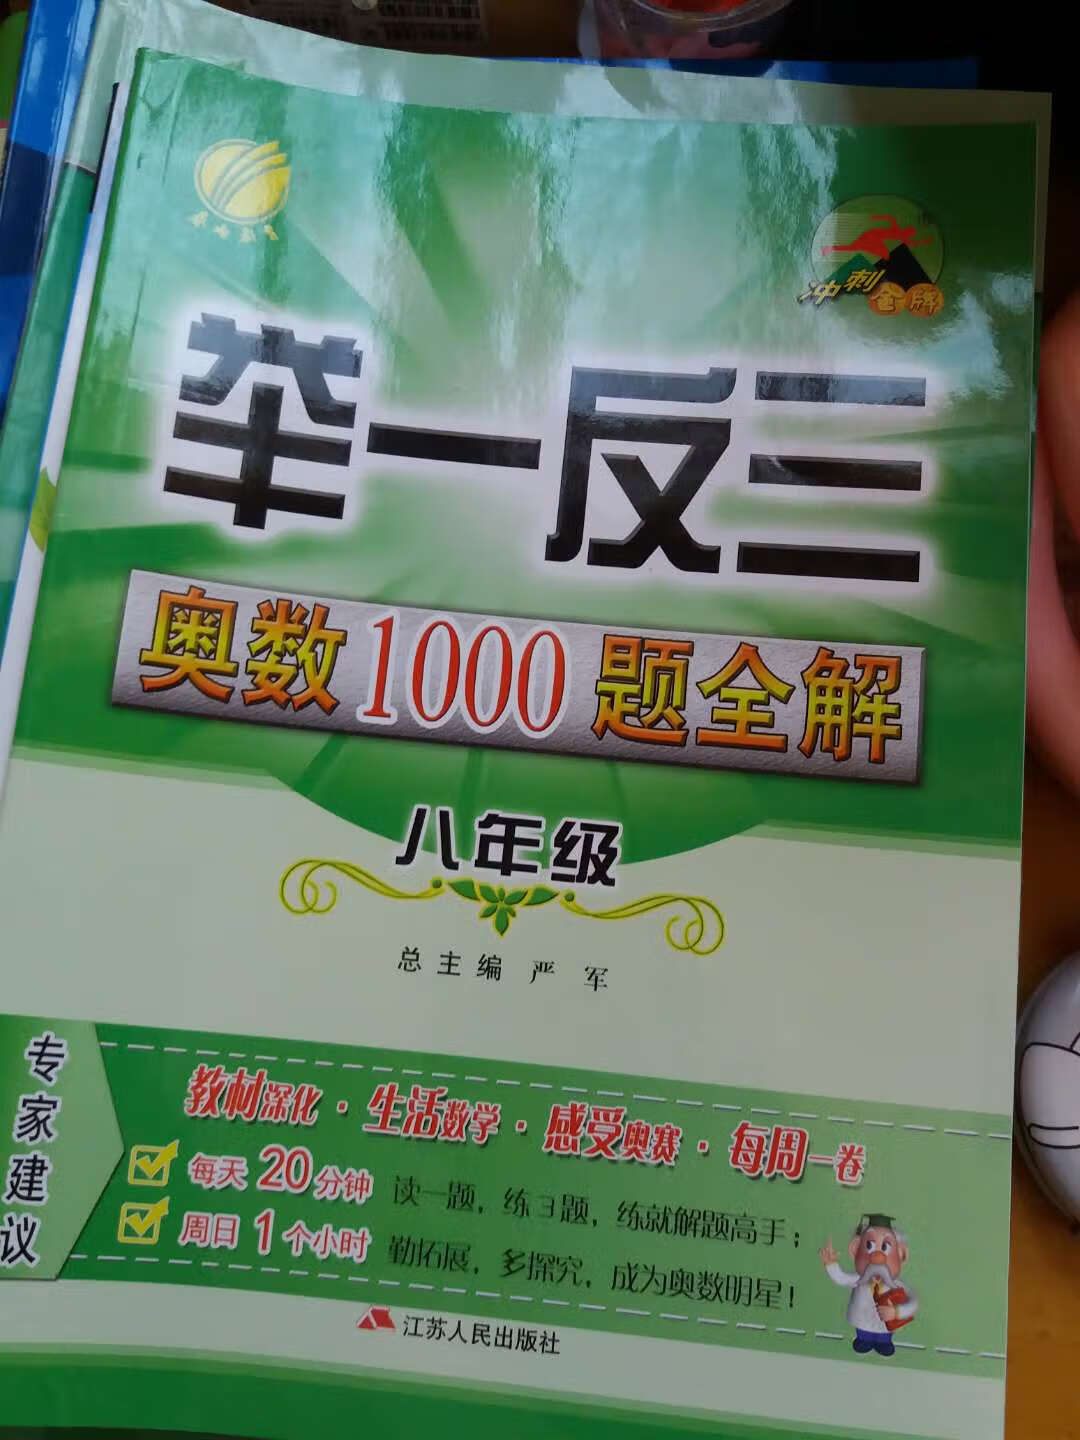 春雨教育
冲刺金牌
举一反三
奥数1000题全解
八年级
总主编 严军
专家建议
教材深化·生活数学·感受奥赛·每周一卷
每天20分钟 读一题，练3题，练就解题高手；
周日1个小时 勤拓展，多探究，成为奥数明星！
江苏人民出版社